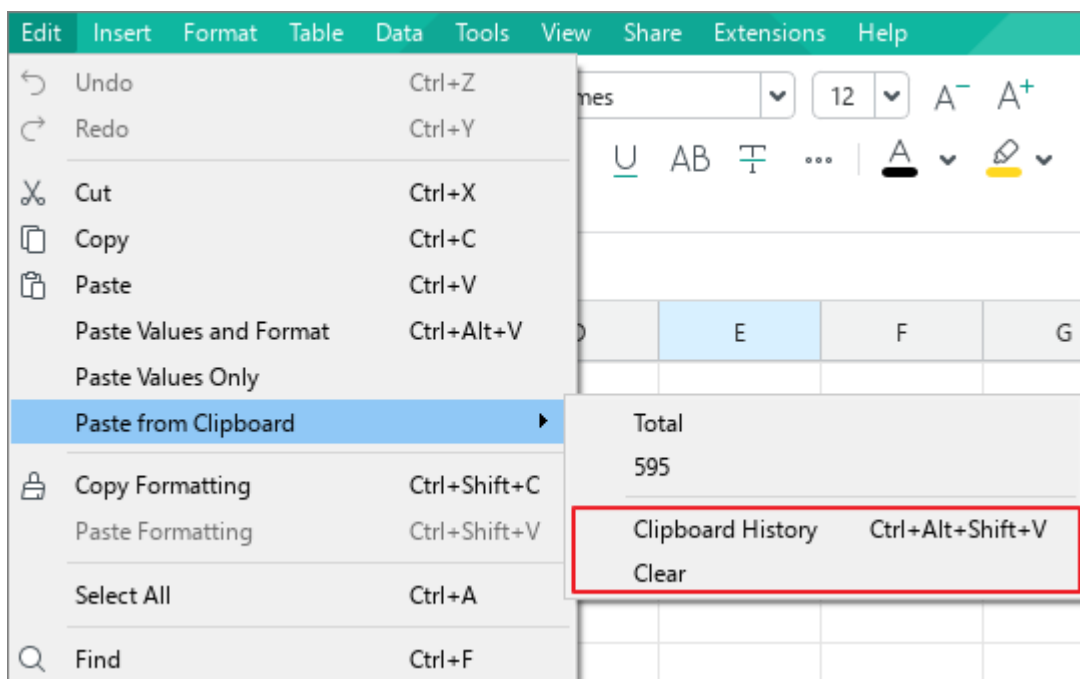 Edit Insert Format Table Data Tools View Share Extensions Help
Undo Ctrl+Z
mes 12 A− A+
Redo Ctrl+Y
U AB T A
Cut Ctrl+X
Copy Ctrl+C
Paste Ctrl+V
Paste Values and Format Ctrl+Alt+V
E F G
Paste Values Only
Paste from Clipboard
Total
595
Copy Formatting Ctrl+Shift+C
Paste Formatting Ctrl+Shift+V
Clipboard History Ctrl+Alt+Shift+V
Clear
Select All Ctrl+A
Find Ctrl+F